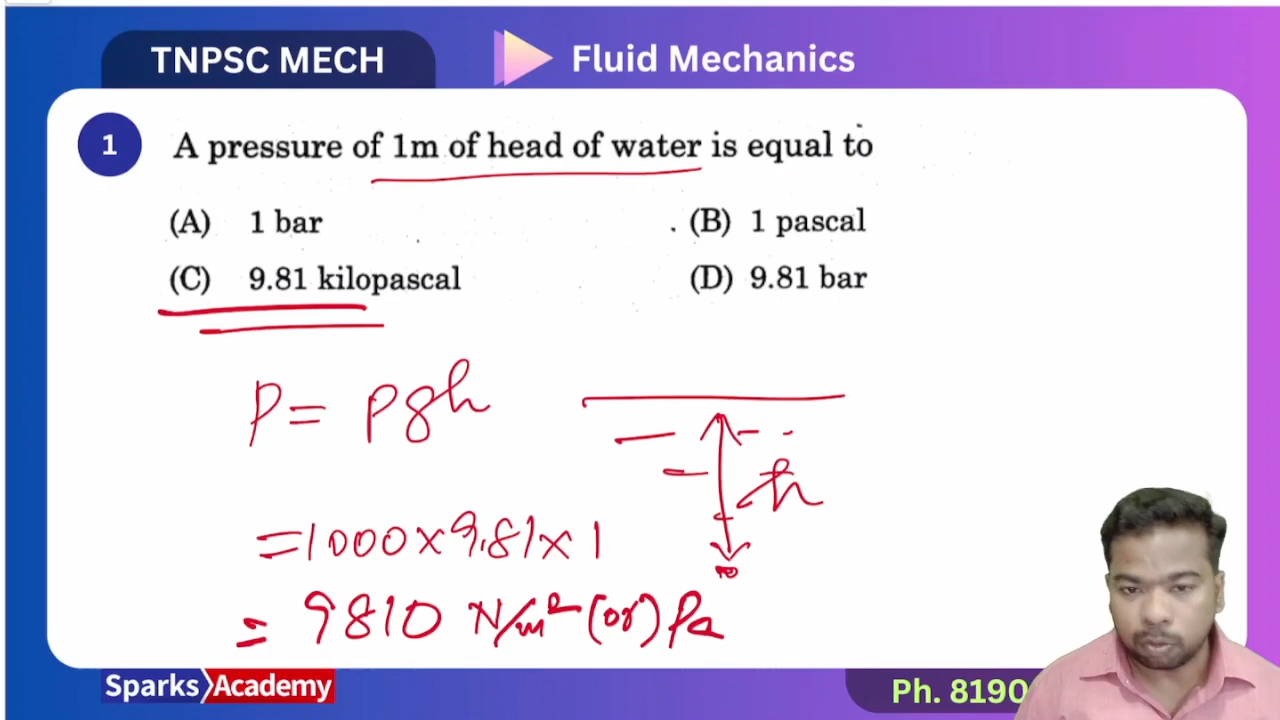 TNPSC MECH
Fluid Mechanics
1
A pressure of 1m of head of water is equal to
(A) 1 bar
(B) 1 pascal
(C) 9.81 kilopascal
(D) 9.81 bar
P = ρgh
h
= 1000 × 9.81 × 1
= 9810 N/m² (or) Pa
Sparks Academy
Ph. 8190